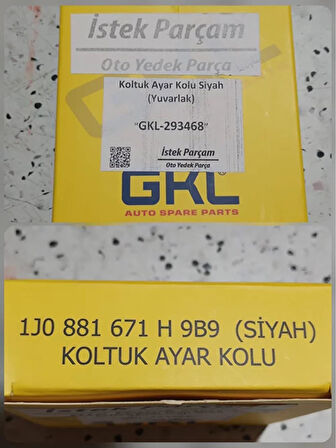 İstek Parçam
Oto Yedek Parça
Koltuk Ayar Kolu Siyah
(Yuvarlak)
"GKL-293468"
İstek Parçam
Oto Yedek Parça
GKL
AUTO SPARE PARTS
1J0 881 671 H 9B9 (SİYAH)
KOLTUK AYAR KOLU